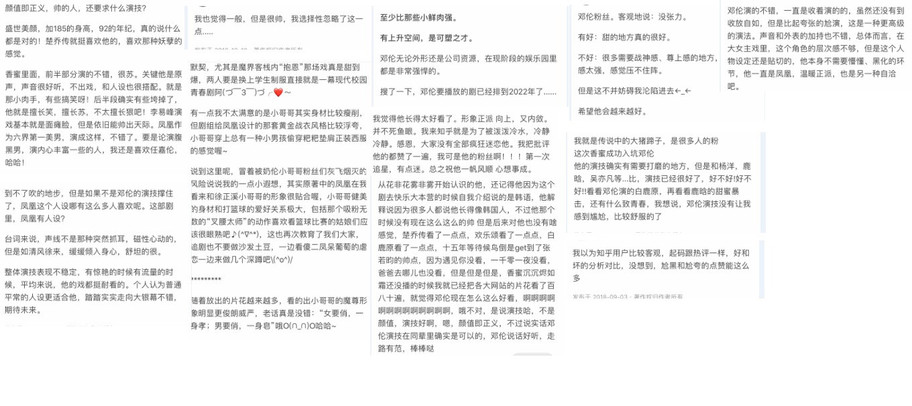 颜值即正义,帅的人,还要求什么演技?
盛世美颜,加185的身高,92的年纪,真的说什么
都是对的!楚乔传就挺喜欢他的,喜欢那种妖孽的
感觉。
香蜜里面,前半部分演的不错,很苏。关键他是原
声,声音很好听,不出戏,和人设也很搭配。就是
那小肉手,有些搞笑呀!后半段确实有些垮掉了,
他就是擅长笑,擅长苏,不太擅长狠吧!李易峰演
戏基本就是面瘫脸,但是依旧能帅出天际。凤凰作
为六界第一美男,演成这样,不错了。要是论演腹
黑男,演内心丰富一些的人,我还是喜欢任嘉伦,
哈哈!
到不了吹的地步,但是如果不是邓伦的演技撑住
了,凤凰这个人设哪有这么多人喜欢呢。这部剧
里,凤凰有人设?
台词来说,声线不是那种突然抓耳,磁性心动的,
但是如清风徐来,缓缓倾入身心,舒坦的很。
整体演技表现不稳定,有惊艳的时候有流量的时
候,平均来说,他的戏都挺耐看的。个人认为普通
平常的人设更适合他,踏踏实实走向大银幕不错,
期待未来。
我也觉得一般,但是很帅,我选择性忽略了这一
点......
默契,尤其是魔界客栈内“抱恩”那场戏真是甜到
爆,两人要是换上学生制服直接就是一幕现代校园
青春剧阿(づ ̄3 ̄)づ╭❤~
有一点我不太满意的是小哥哥其实身材比较瘦削,
但剧组给凤凰设计的那套黄金战衣风格比较浮夸,
小哥哥穿上总有一种小男孩偷穿粑粑垫肩正装西服
的感觉喔~
说到这里呢,冒着被奶伦小哥哥粉丝们灰飞烟灭的
风险说说我的一点小遐想,其实原著中的凤凰在我
看来和徐正溪小哥哥的形象很贴合喔,小哥哥健美
的身材和打篮球的爱好关系极大,包括那个吸粉无
数的“叉腰大师”的动作喜欢看篮球比赛的姑娘们应
该很眼熟吧♪(^∇^*),这也再次教育了我们大家,
追剧也不要做沙发土豆,一边看傻二凤呆葡萄的虐
恋一边来做几个深蹲吧\(^o^)/
*********
随着放出的片花越来越多,看的出小哥哥的魔尊形
象明显更俊朗威严,老话真是没错:“女要俏,一
身孝;男要俏,一身皂”哦O(∩_∩)O哈哈~
至少比那些小鲜肉强。
有上升空间,是可塑之才。
邓伦无论外形还是公司资源,在现阶段的娱乐园里
都是非常强悍的。
搜了一下,邓伦要播放的剧已经排到2022年了......
我觉得他长得太好看了。形象正派 向上,又内敛。
并不死鱼眼。我来知乎就是为了被泼泼冷水,冷静
冷静。感恩,大家没有全部疯狂迷恋他。我把批评
他的都赞了一遍,我可是他的粉丝啊!!!第一次
追星,有点迷。总之祝他一帆风顺 心想事成。
从花非花雾非雾开始认识的他,还记得他因为这个
剧去快乐大本营的时候自我介绍说的是韩语,他解
释说因为很多人都说他长得像韩国人,不过他那个
时候没有现在这么这么的帅 但是后来对他也没有啥
感觉,楚乔传看了一点点,欢乐颂看了一点点,白
鹿原看了一点点,十五年等待候鸟倒是get到了张
若昀的帅点,因为遇见你没看,一千零一夜没看,
爸爸去哪儿也没看,但是但是但是,香蜜沉沉烬如
霜还没播的时候我就已经把各大网站的片花看了百
八十遍,就觉得邓伦现在怎么这么好看,啊啊啊啊
啊啊啊啊啊啊啊啊啊啊,哦不对,是说演技哈,不是
颜值,演技好啊,嗯,颜值即正义,不过说实话邓
伦演技在同辈里确实是可以的,邓伦说话好听,走
路有范,棒棒哒
邓伦粉丝。客观地说:没张力。
有好:甜的地方真的很好。
不好:很多需要战神感、尊上感的地方,
感太强,感觉压不住阵。
但是这不并妨碍我沦陷进去←_←
希望他会越来越好。
我就是传说中的大猪蹄子,是很多人的粉
这次香蜜成功入坑邓伦
他的演技确实有需要打磨的地方,但是和杨洋,鹿
晗,吴亦凡等...比,演技已经很好了,好不好!好不
好!!看看邓伦演的白鹿原,再看看鹿晗的甜蜜暴
击,还有什么致青春,我想说,邓伦演技没有让我
感到尴尬,比较舒服的了
我以为知乎用户比较客观,起码跟热评一样,好和
坏的分析对比,没想到,尬黑和尬夸的点赞能这么
多
邓伦演的不错,一直是收着演的的,虽然还没有到
收放自如,但是比起夸张的尬演,这是一种更高级
的演法。声音和外表的加持也不错,总体而言,在
大女主戏里,这个角色的层次感不够,但是这个人物
设定还是贴切的,他本身不需要懵懂、黑化的环
节,他一直是凤凰,温暖正派,也是另一种自洽
吧。